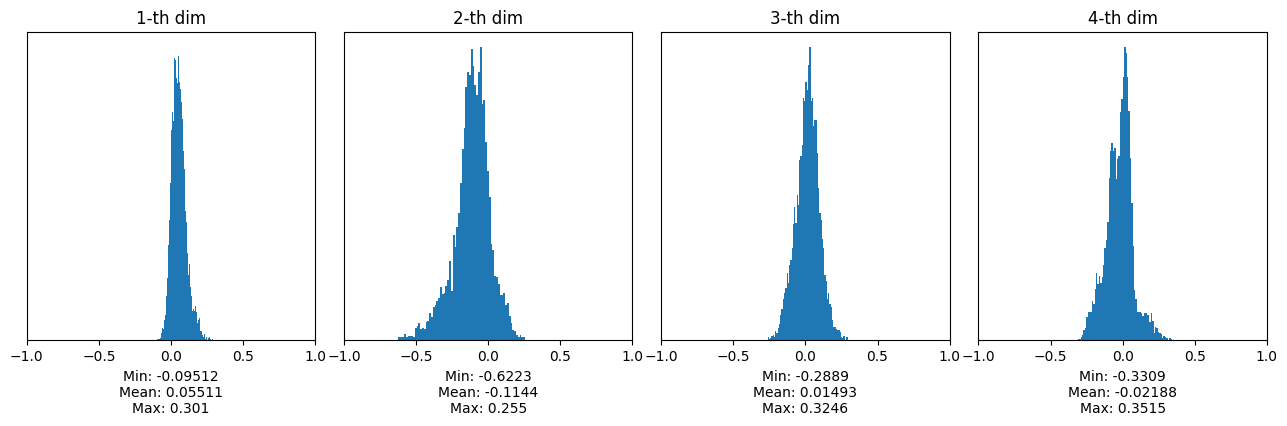 1-th dim
2-th dim
3-th dim
4-th dim
−1.0 −0.5 0.0 0.5 1.0
−1.0 −0.5 0.0 0.5 1.0
−1.0 −0.5 0.0 0.5 1.0
−1.0 −0.5 0.0 0.5 1.0
Min: -0.09512
Mean: 0.05511
Max: 0.301
Min: -0.6223
Mean: -0.1144
Max: 0.255
Min: -0.2889
Mean: 0.01493
Max: 0.3246
Min: -0.3309
Mean: -0.02188
Max: 0.3515